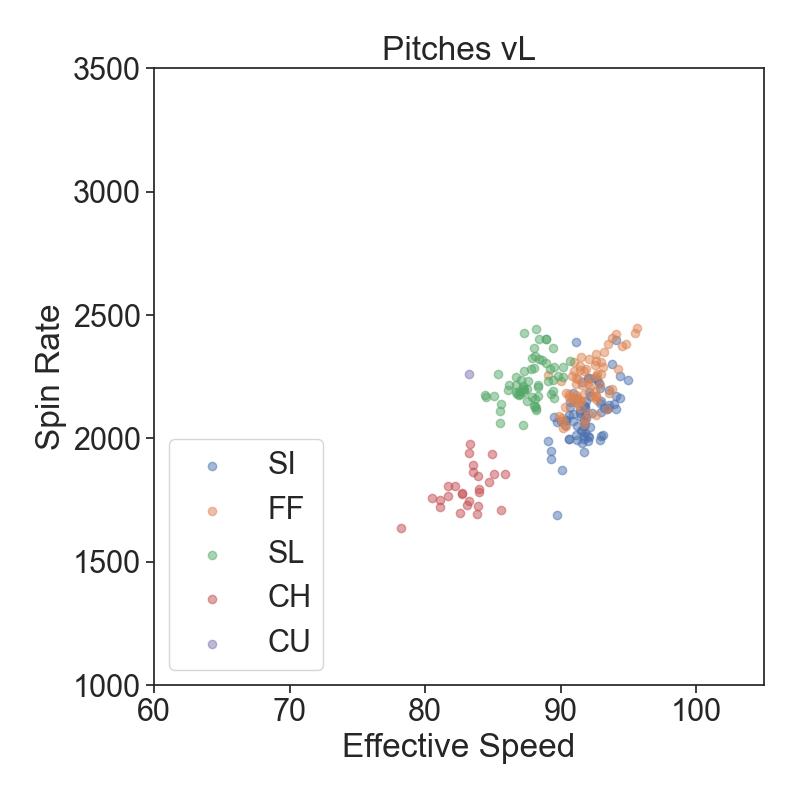 Pitches vL
3500
3000
2500
2000
1500
1000
Spin Rate
SI
FF
SL
CH
CU
60 70 80 90 100
Effective Speed